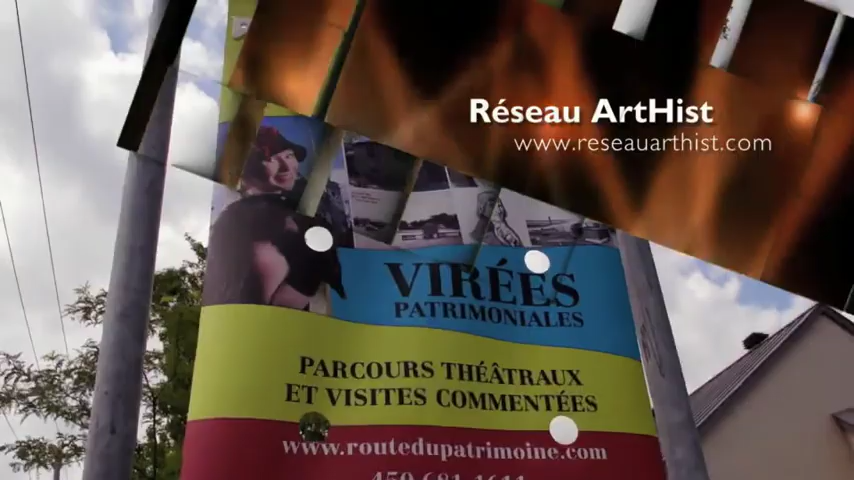 Réseau ArtHist
www.reseauarthist.com
VIRÉES
PATRIMONIALES
PARCOURS THÉÂTRAUX
ET VISITES COMMENTÉES
www.routedupatrimoine.com